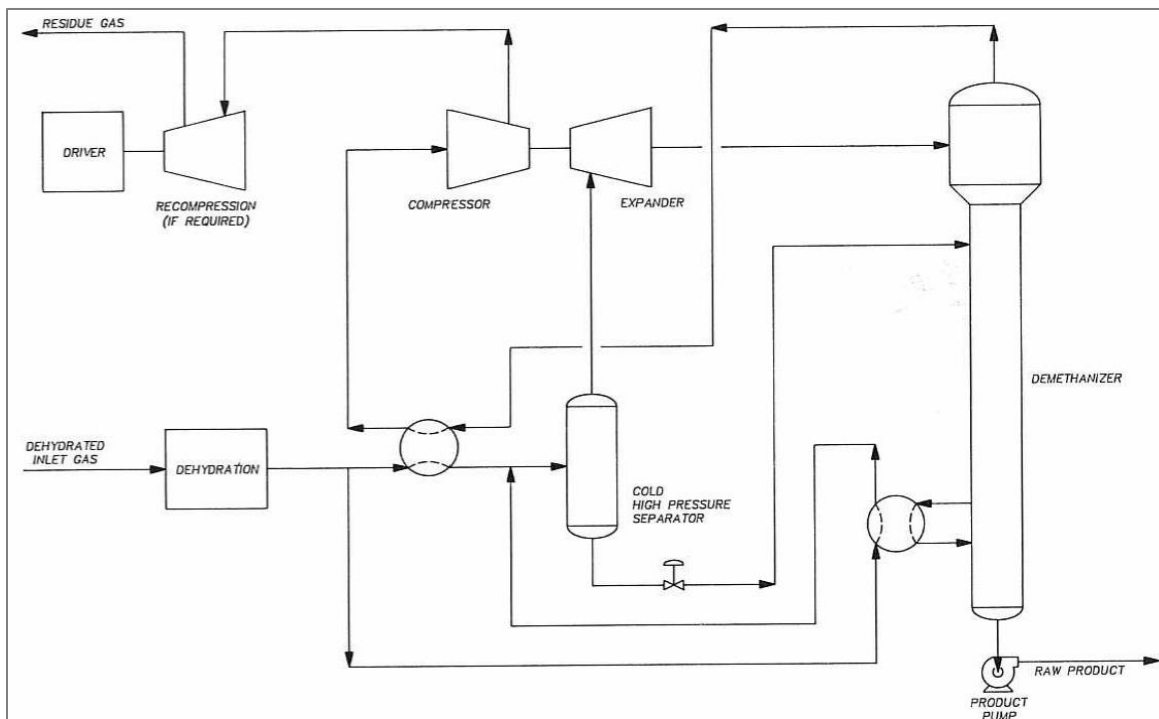 RESIDUE GAS
DRIVER
RECOMPRESSION
(IF REQUIRED)
COMPRESSOR
EXPANDER
DEMETHANIZER
DEHYDRATED
INLET GAS
DEHYDRATION
COLD
HIGH PRESSURE
SEPARATOR
RAW PRODUCT
PRODUCT
PUMP